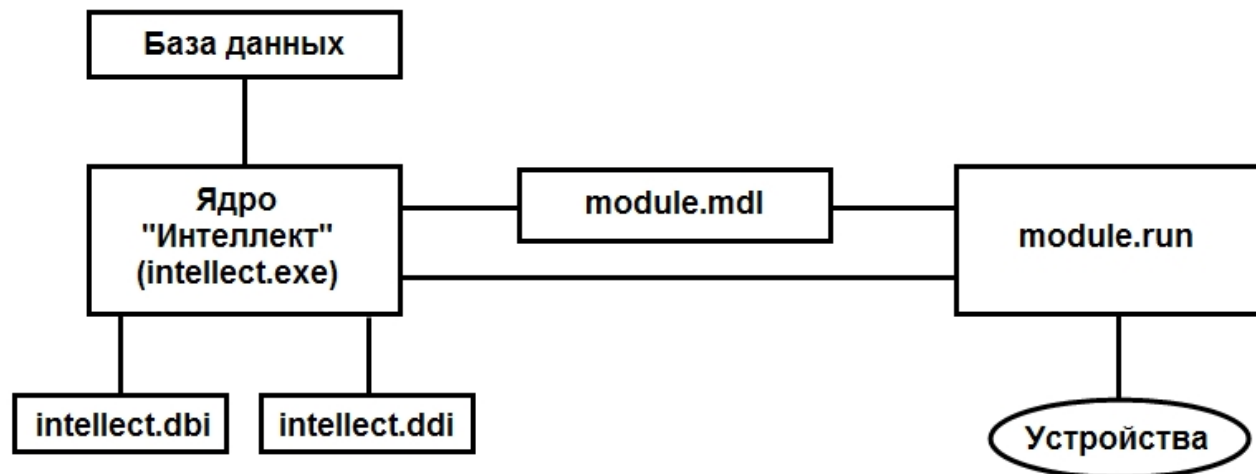 База данных
Ядро
"Интеллект"
(intellect.exe)
module.mdl
module.run
intellect.dbi
intellect.ddi
Устройства